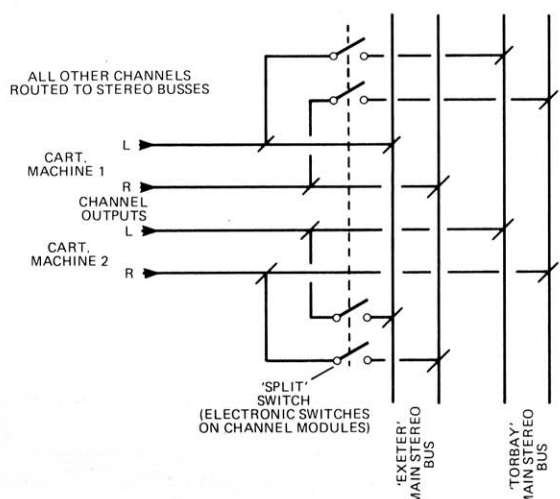 ALL OTHER CHANNELS
ROUTED TO STEREO BUSSES
L
CART.
MACHINE 1
R
CHANNEL
OUTPUTS
L
CART.
MACHINE 2
R
'SPLIT'
SWITCH
(ELECTRONIC SWITCHES
ON CHANNEL MODULES)
'EXETER'
MAIN STEREO
BUS
'TORBAY'
MAIN STEREO
BUS